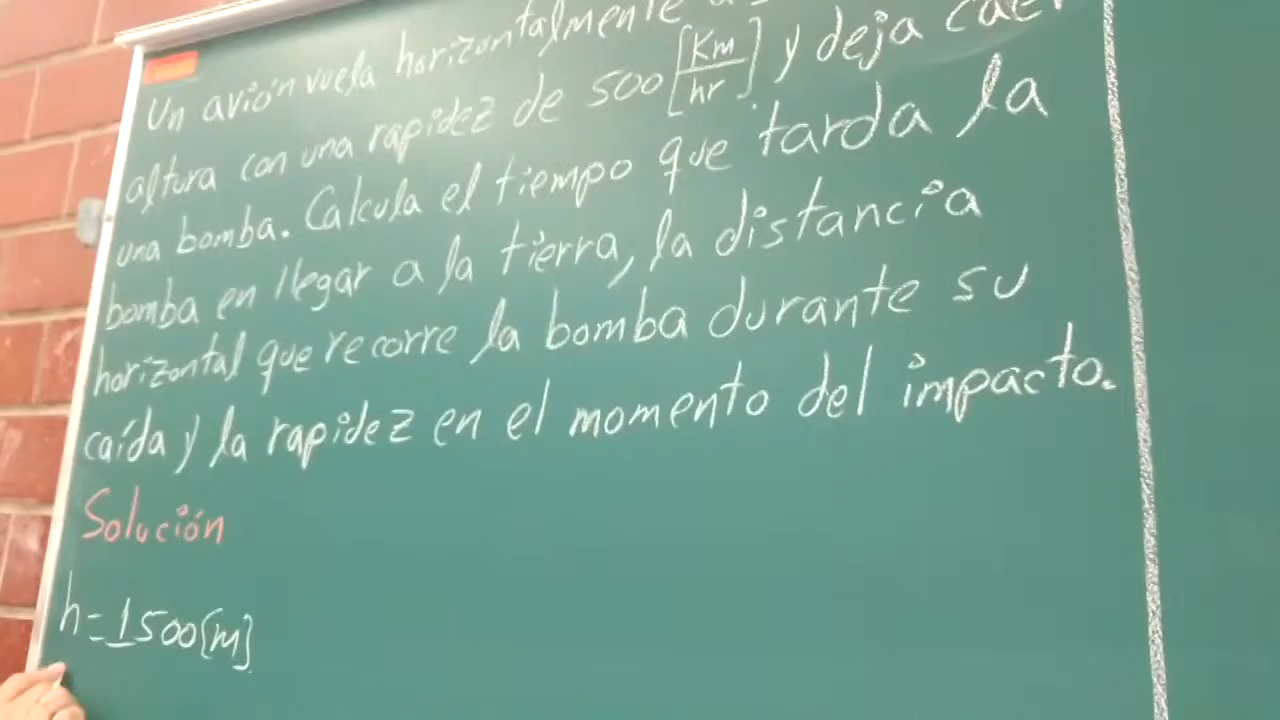 Un avión vuela horizontalmente a
altura con una rapidez de 500 [Km/hr] y deja caer
una bomba. Calcula el tiempo que tarda la
bomba en llegar a la tierra, la distancia
horizontal que recorre la bomba durante su
caída y la rapidez en el momento del impacto.
Solución
h=1500[m]